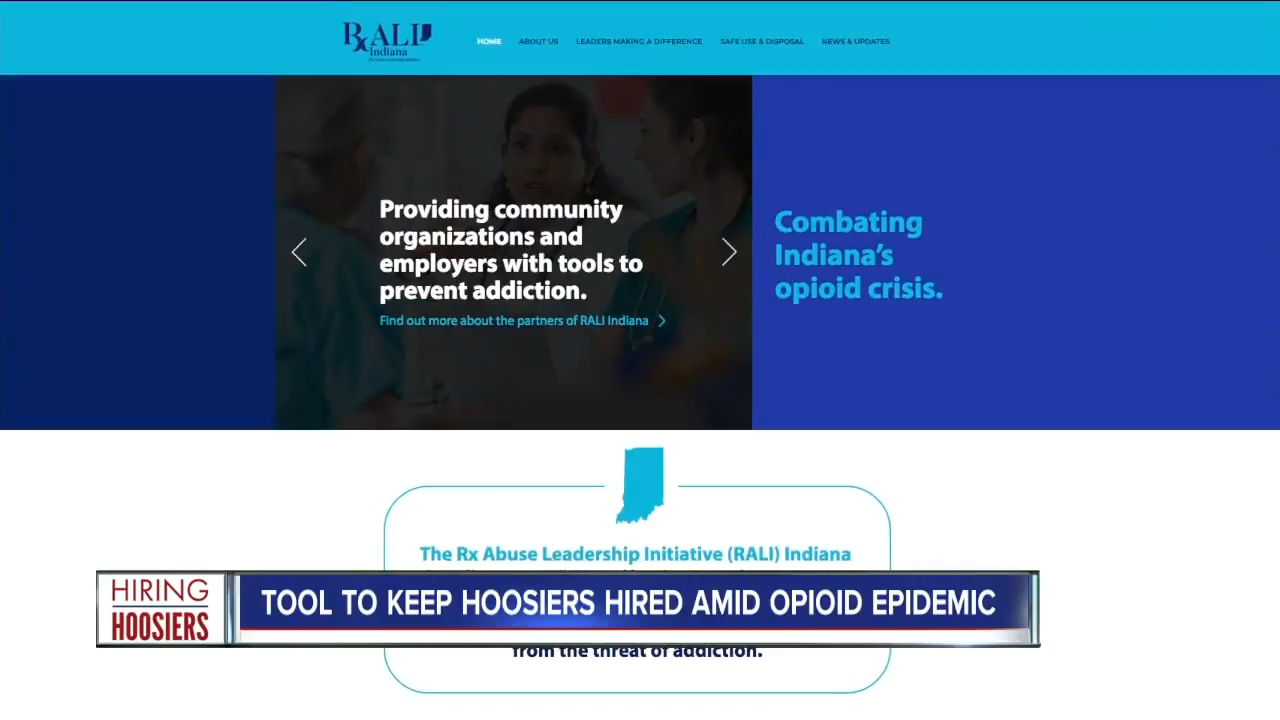 RxALI
Indiana
HOME ABOUT US LEADERS MAKING A DIFFERENCE SAFE USE & DISPOSAL NEWS & UPDATES
Providing community
organizations and
employers with tools to
prevent addiction.
Find out more about the partners of RALI Indiana
Combating
Indiana's
opioid crisis.
The Rx Abuse Leadership Initiative (RALI) Indiana
HIRING
HOOSIERS
TOOL TO KEEP HOOSIERS HIRED AMID OPIOID EPIDEMIC
from the threat of addiction.